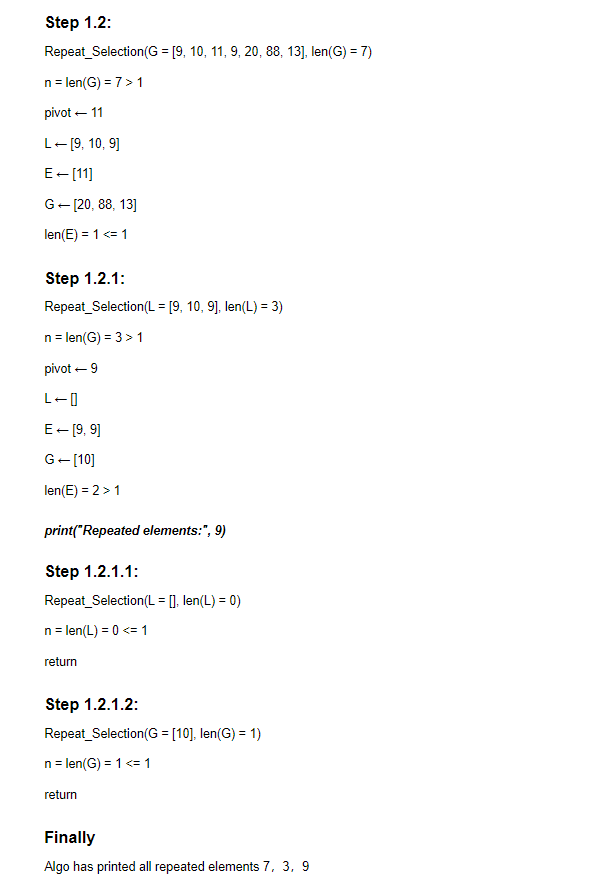 Step 1.2:
Repeat_Selection(G = [9, 10, 11, 9, 20, 88, 13], len(G) = 7)
n = len(G) = 7 > 1
pivot ← 11
L ← [9, 10, 9]
E ← [11]
G ← [20, 88, 13]
len(E) = 1 <= 1
Step 1.2.1:
Repeat_Selection(L = [9, 10, 9], len(L) = 3)
n = len(G) = 3 > 1
pivot ← 9
L ← []
E ← [9, 9]
G ← [10]
len(E) = 2 > 1
print("Repeated elements:", 9)
Step 1.2.1.1:
Repeat_Selection(L = [], len(L) = 0)
n = len(L) = 0 <= 1
return
Step 1.2.1.2:
Repeat_Selection(G = [10], len(G) = 1)
n = len(G) = 1 <= 1
return
Finally
Algo has printed all repeated elements 7，3，9